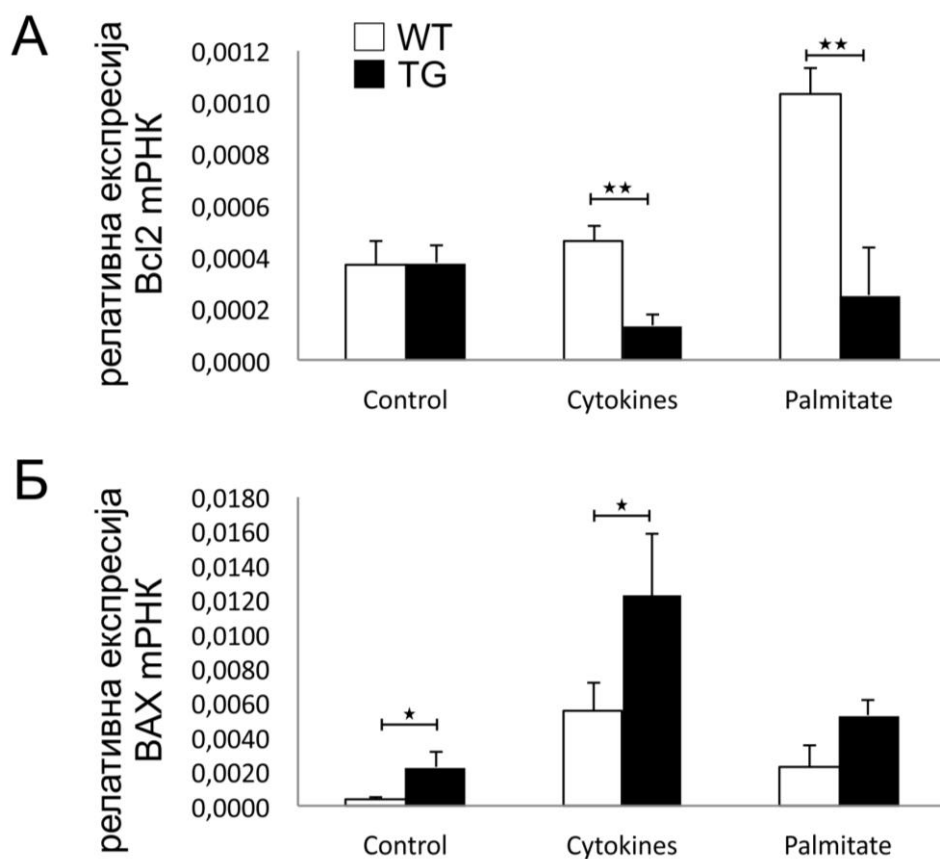 А
WT
TG
релативна експресија
Bcl2 mРНК
0,0012
0,0010
0,0008
0,0006
0,0004
0,0002
0,0000
★★
★★
Control
Cytokines
Palmitate
Б
релативна експресија
BAX mРНК
0,0180
0,0160
0,0140
0,0120
0,0100
0,0080
0,0060
0,0040
0,0020
0,0000
★
★
Control
Cytokines
Palmitate